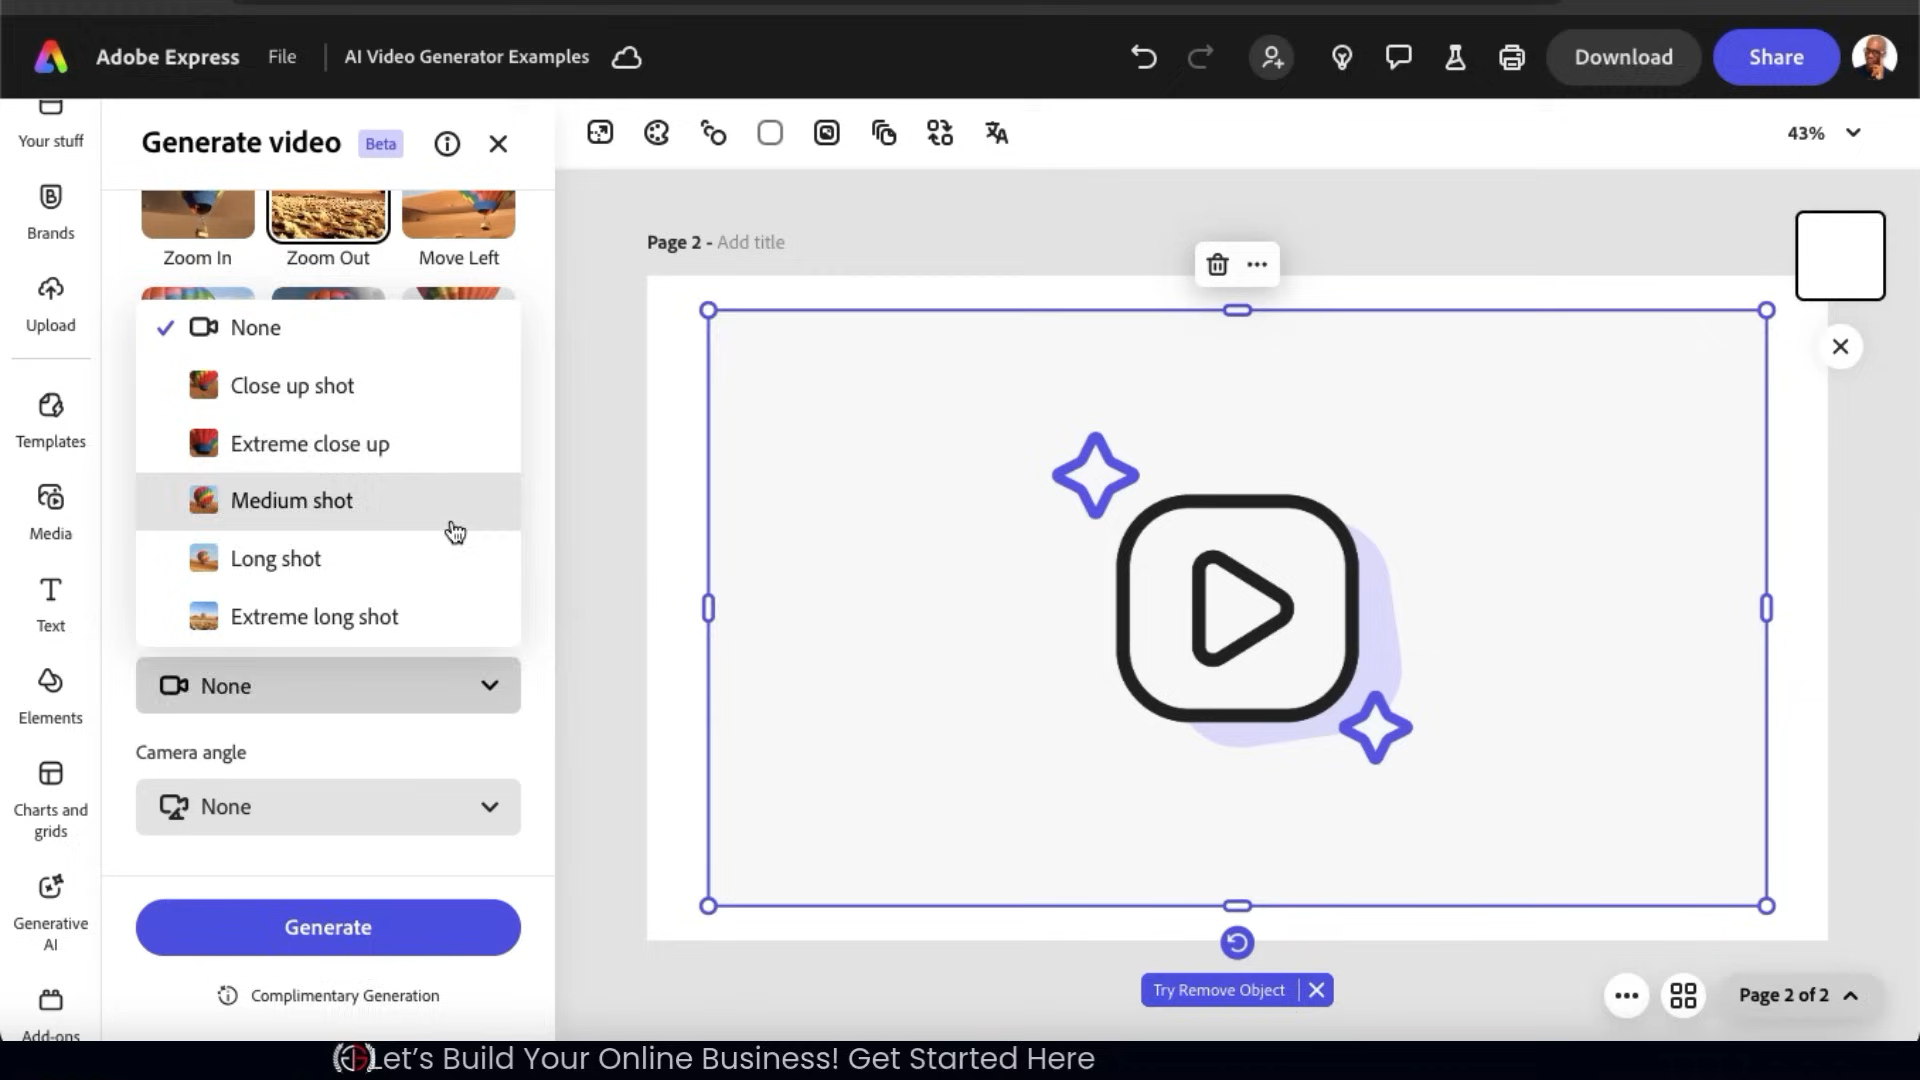 Adobe Express
File
AI Video Generator Examples
Download
Share
Your stuff
Brands
Upload
Templates
Media
Text
Elements
Charts and
grids
Generative
AI
Add-ons
Generate video
Beta
Zoom In
Zoom Out
Move Left
None
Close up shot
Extreme close up
Medium shot
Long shot
Extreme long shot
None
Camera angle
None
Generate
Complimentary Generation
43%
Page 2 - Add title
Try Remove Object
Page 2 of 2
Let's Build Your Online Business! Get Started Here